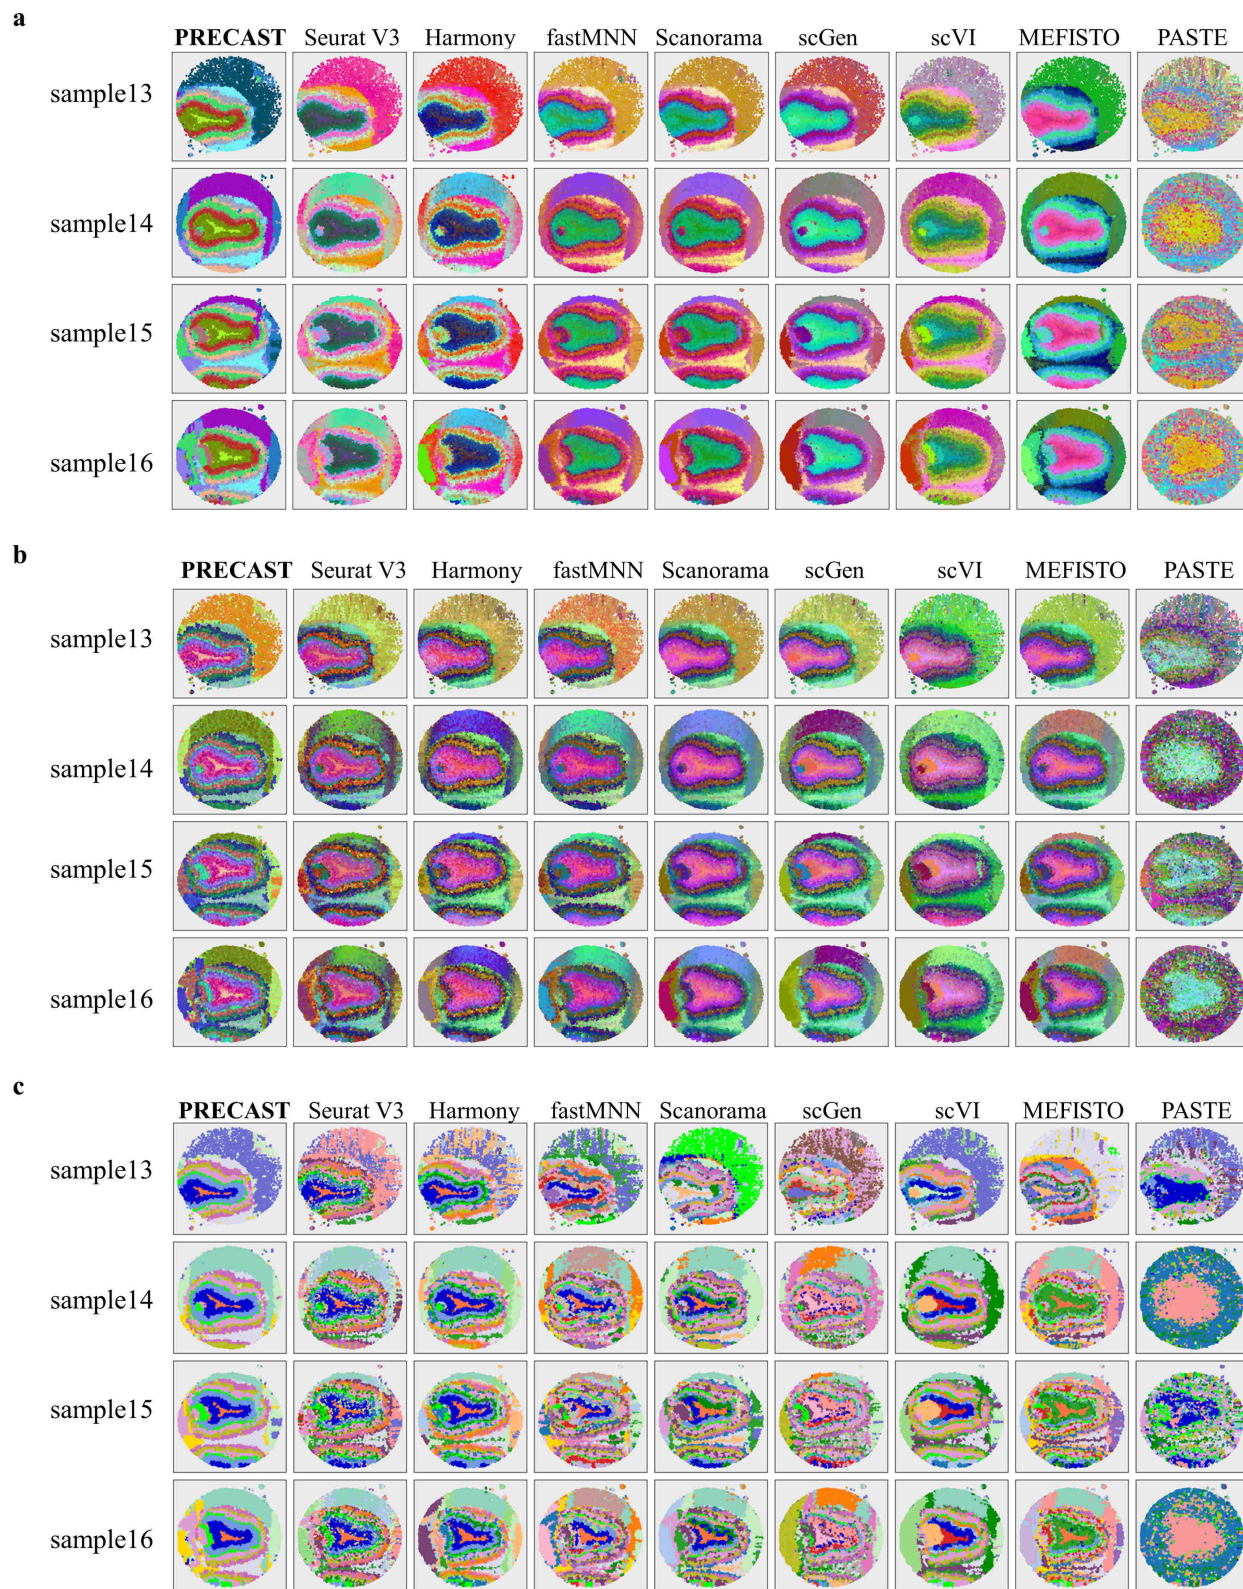 a
PRECAST Seurat V3 Harmony fastMNN Scanorama scGen scVI MEFISTO PASTE
sample13
sample14
sample15
sample16
b
PRECAST Seurat V3 Harmony fastMNN Scanorama scGen scVI MEFISTO PASTE
sample13
sample14
sample15
sample16
c
PRECAST Seurat V3 Harmony fastMNN Scanorama scGen scVI MEFISTO PASTE
sample13
sample14
sample15
sample16